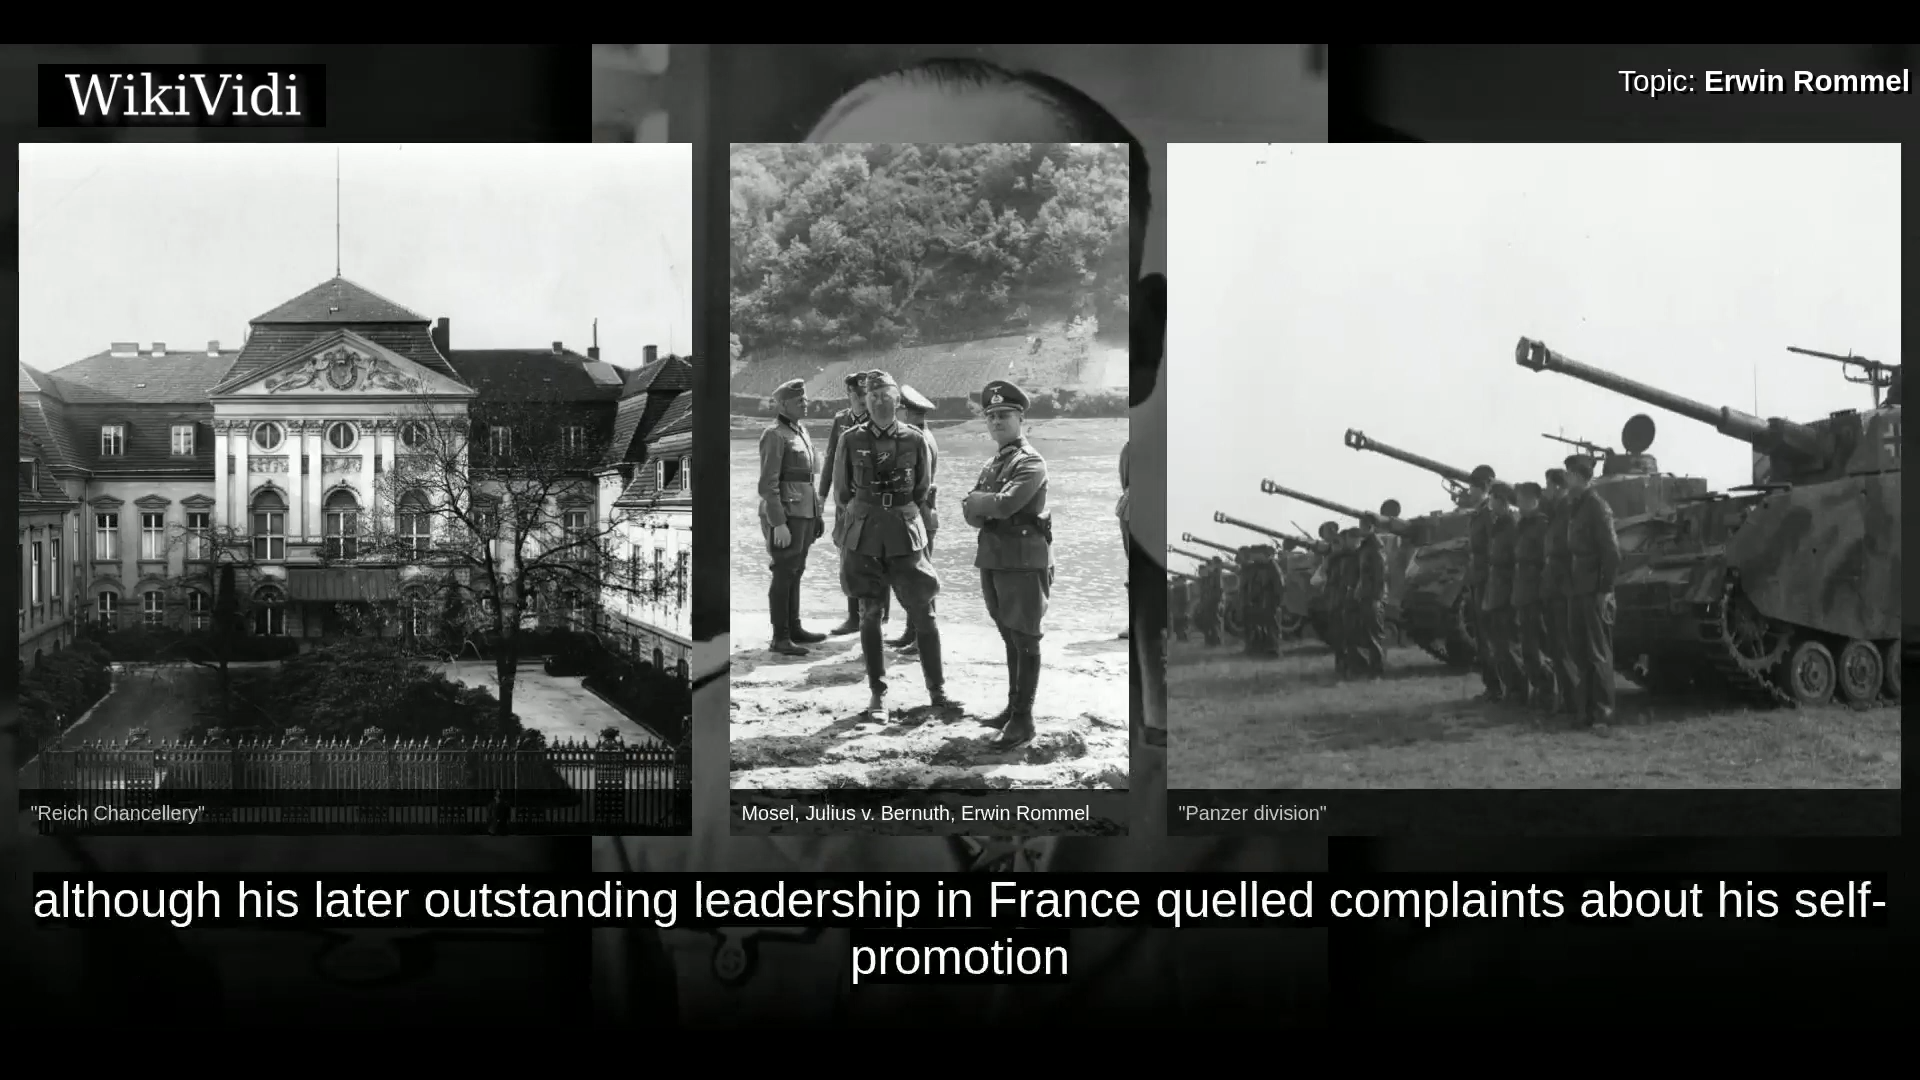 WikiVidi
Topic: Erwin Rommel
"Reich Chancellery"
Mosel, Julius v. Bernuth, Erwin Rommel
"Panzer division"
although his later outstanding leadership in France quelled complaints about his self-
promotion